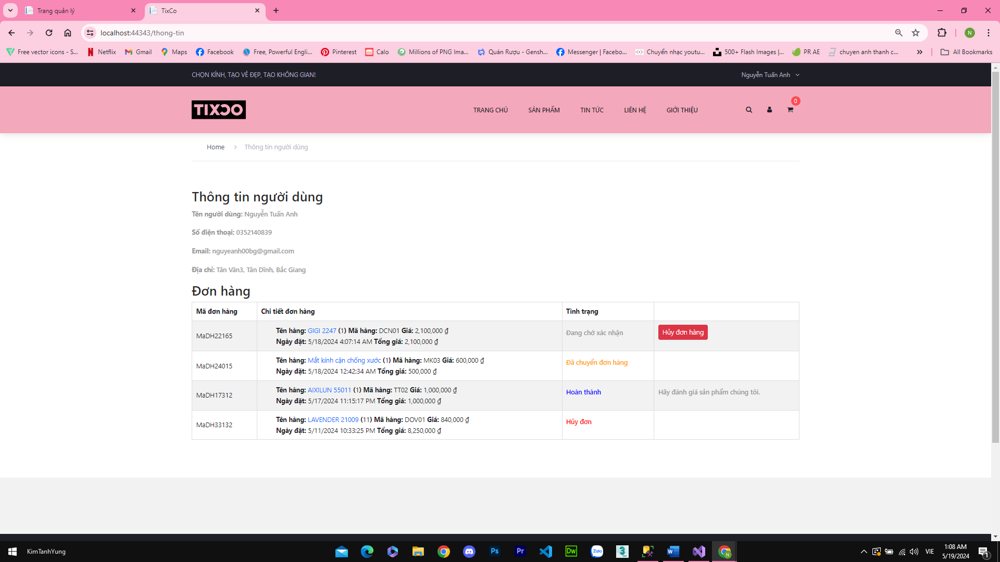 Trang quản lý
TixCo
localhost:44343/thong-tin
N
Free vector icons - S...
Netflix
Gmail
Maps
Facebook
Free, Powerful Engli...
Pinterest
Calo
Millions of PNG Ima...
Quán Rượu - Gensh...
Messenger | Facebo...
Chuyển nhạc youtu...
500+ Flash Images |...
PR AE
chuyen anh thanh c...
All Bookmarks
CHỌN KÍNH, TẠO VẺ ĐẸP, TẠO KHÔNG GIAN!
Nguyễn Tuấn Anh
TIXCO
TRANG CHỦ
SẢN PHẨM
TIN TỨC
LIÊN HỆ
GIỚI THIỆU
0
Home
Thông tin người dùng
Thông tin người dùng
Tên người dùng: Nguyễn Tuấn Anh
Số điện thoại: 0352140839
Email: nguyeanh00bg@gmail.com
Địa chỉ: Tân Văn3, Tân Dĩnh, Bắc Giang
Đơn hàng
Mã đơn hàng
Chi tiết đơn hàng
Tình trạng
MaDH22165
Tên hàng: GIGI 2247 (1) Mã hàng: DCN01 Giá: 2,100,000 ₫
Ngày đặt: 5/18/2024 4:07:14 AM Tổng giá: 2,100,000 ₫
Đang chờ xác nhận
Hủy đơn hàng
MaDH24015
Tên hàng: Mắt kính cận chống xước (1) Mã hàng: MK03 Giá: 600,000 ₫
Ngày đặt: 5/18/2024 12:42:34 AM Tổng giá: 500,000 ₫
Đã chuyển đơn hàng
MaDH17312
Tên hàng: AIXILUN 55011 (1) Mã hàng: TT02 Giá: 1,000,000 ₫
Ngày đặt: 5/17/2024 11:15:17 PM Tổng giá: 1,000,000 ₫
Hoàn thành
Hãy đánh giá sản phẩm chúng tôi.
MaDH33132
Tên hàng: LAVENDER 21009 (11) Mã hàng: DOV01 Giá: 840,000 ₫
Ngày đặt: 5/11/2024 10:33:25 PM Tổng giá: 8,250,000 ₫
Hủy đơn
KimTanhYung
Ps
Pr
Dw
Zalo
3
W
N
VIE
1:08 AM
5/19/2024
1